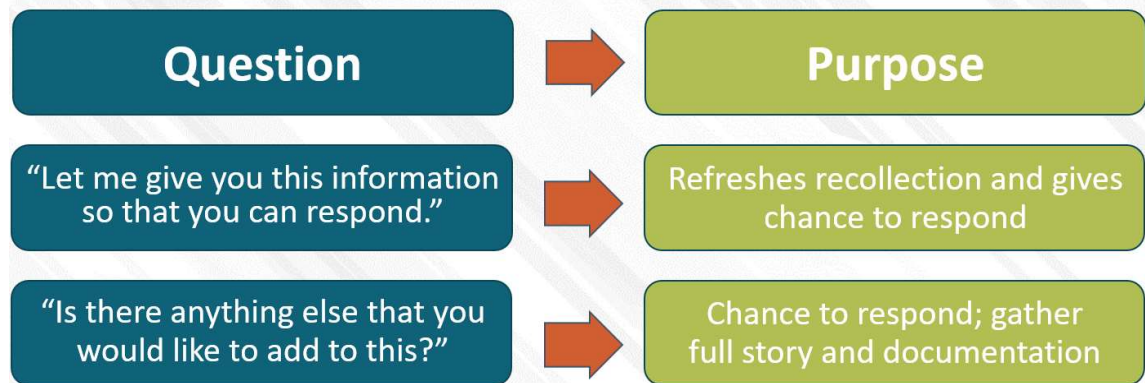 Question
Purpose
“Let me give you this information
so that you can respond.”
Refreshes recollection and gives
chance to respond
“Is there anything else that you
would like to add to this?”
Chance to respond; gather
full story and documentation